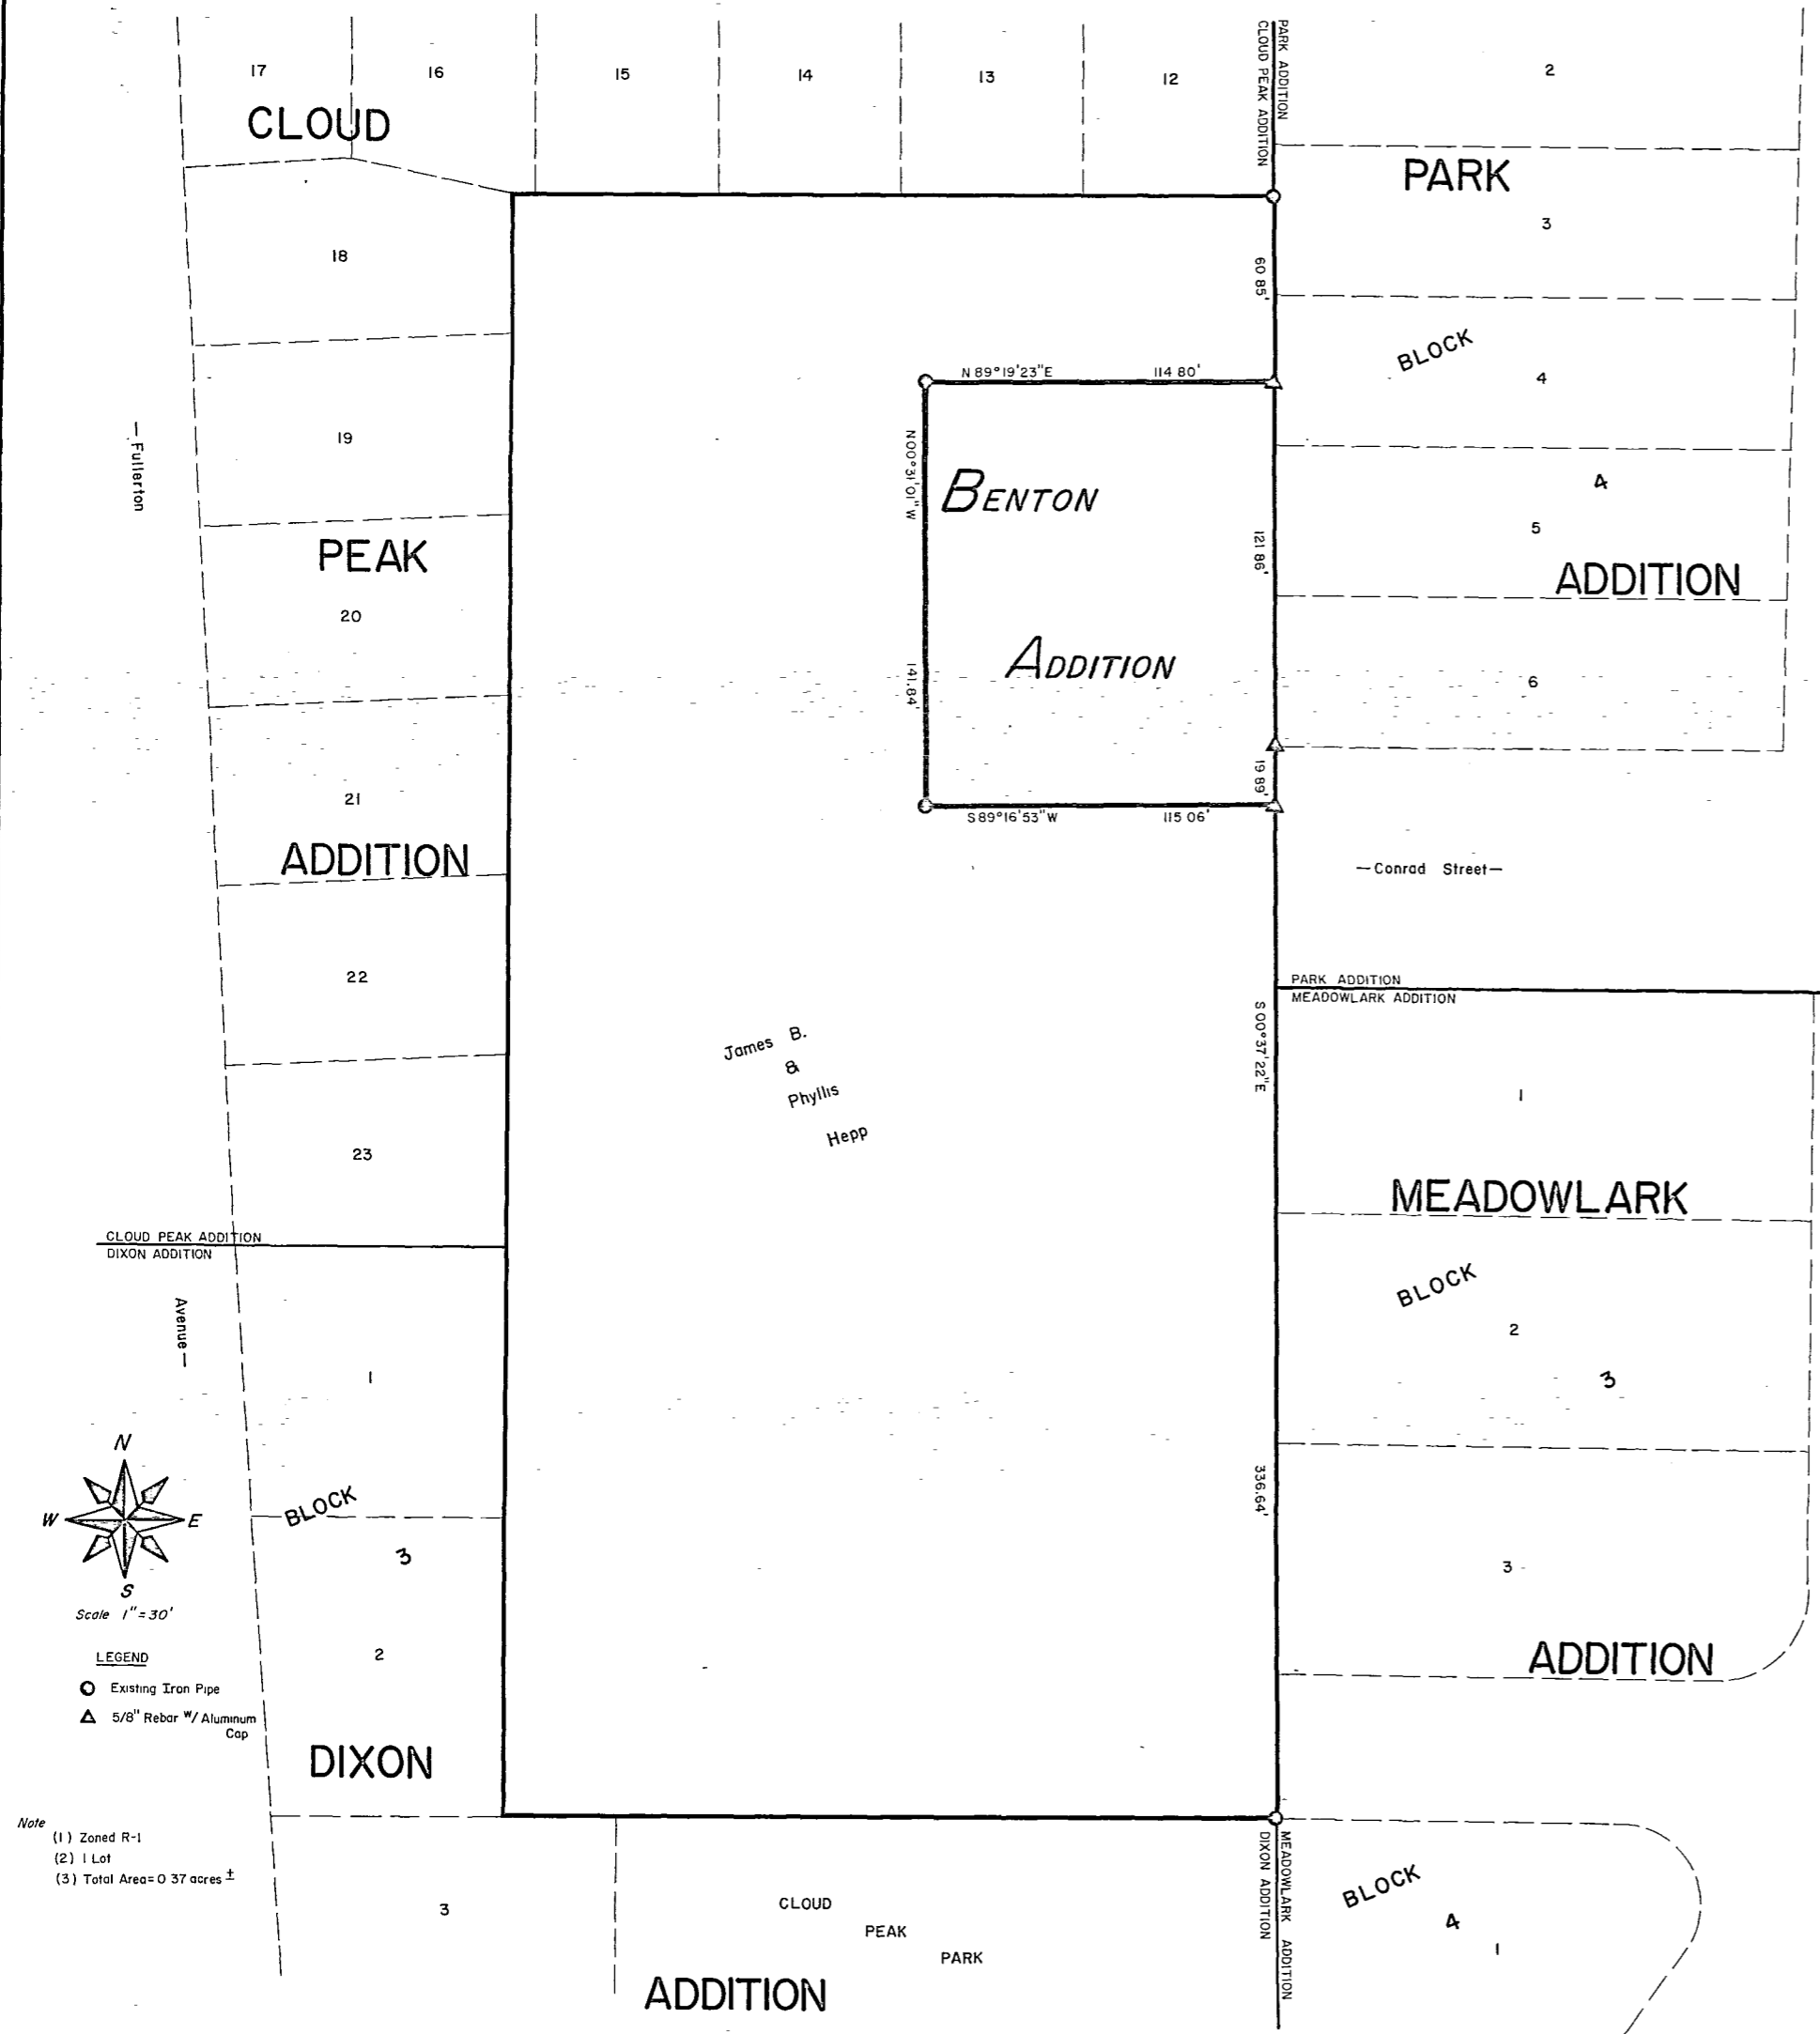 17
16
15
14
13
12
PARK ADDITION
CLOUD PEAK ADDITION
2
CLOUD
PARK
3
18
60 85'
BLOCK
4
N 89°19'23"E 114 80'
—Fullerton
19
N00°31'01"W
BENTON
4
5
121 86'
PEAK
ADDITION
20
ADDITION
141.84'
6
21
19 89'
S89°16'53"W 115 06'
ADDITION
—Conrad Street—
22
PARK ADDITION
MEADOWLARK ADDITION
S 00°37'22"E
James B.
&
Phyllis
Hepp
1
23
MEADOWLARK
CLOUD PEAK ADDITION
DIXON ADDITION
BLOCK
2
3
Avenue—
1
336.64'
N
W E
S
BLOCK
3
3
Scale 1"=30'
2
ADDITION
LEGEND
Existing Iron Pipe
5/8" Rebar W/ Aluminum
Cap
DIXON
Note
(1) Zoned R-1
(2) 1 Lot
(3) Total Area=0 37 acres ±
3
CLOUD
PEAK
PARK
ADDITION
MEADOWLARK ADDITION
DIXON ADDITION
BLOCK
4
1